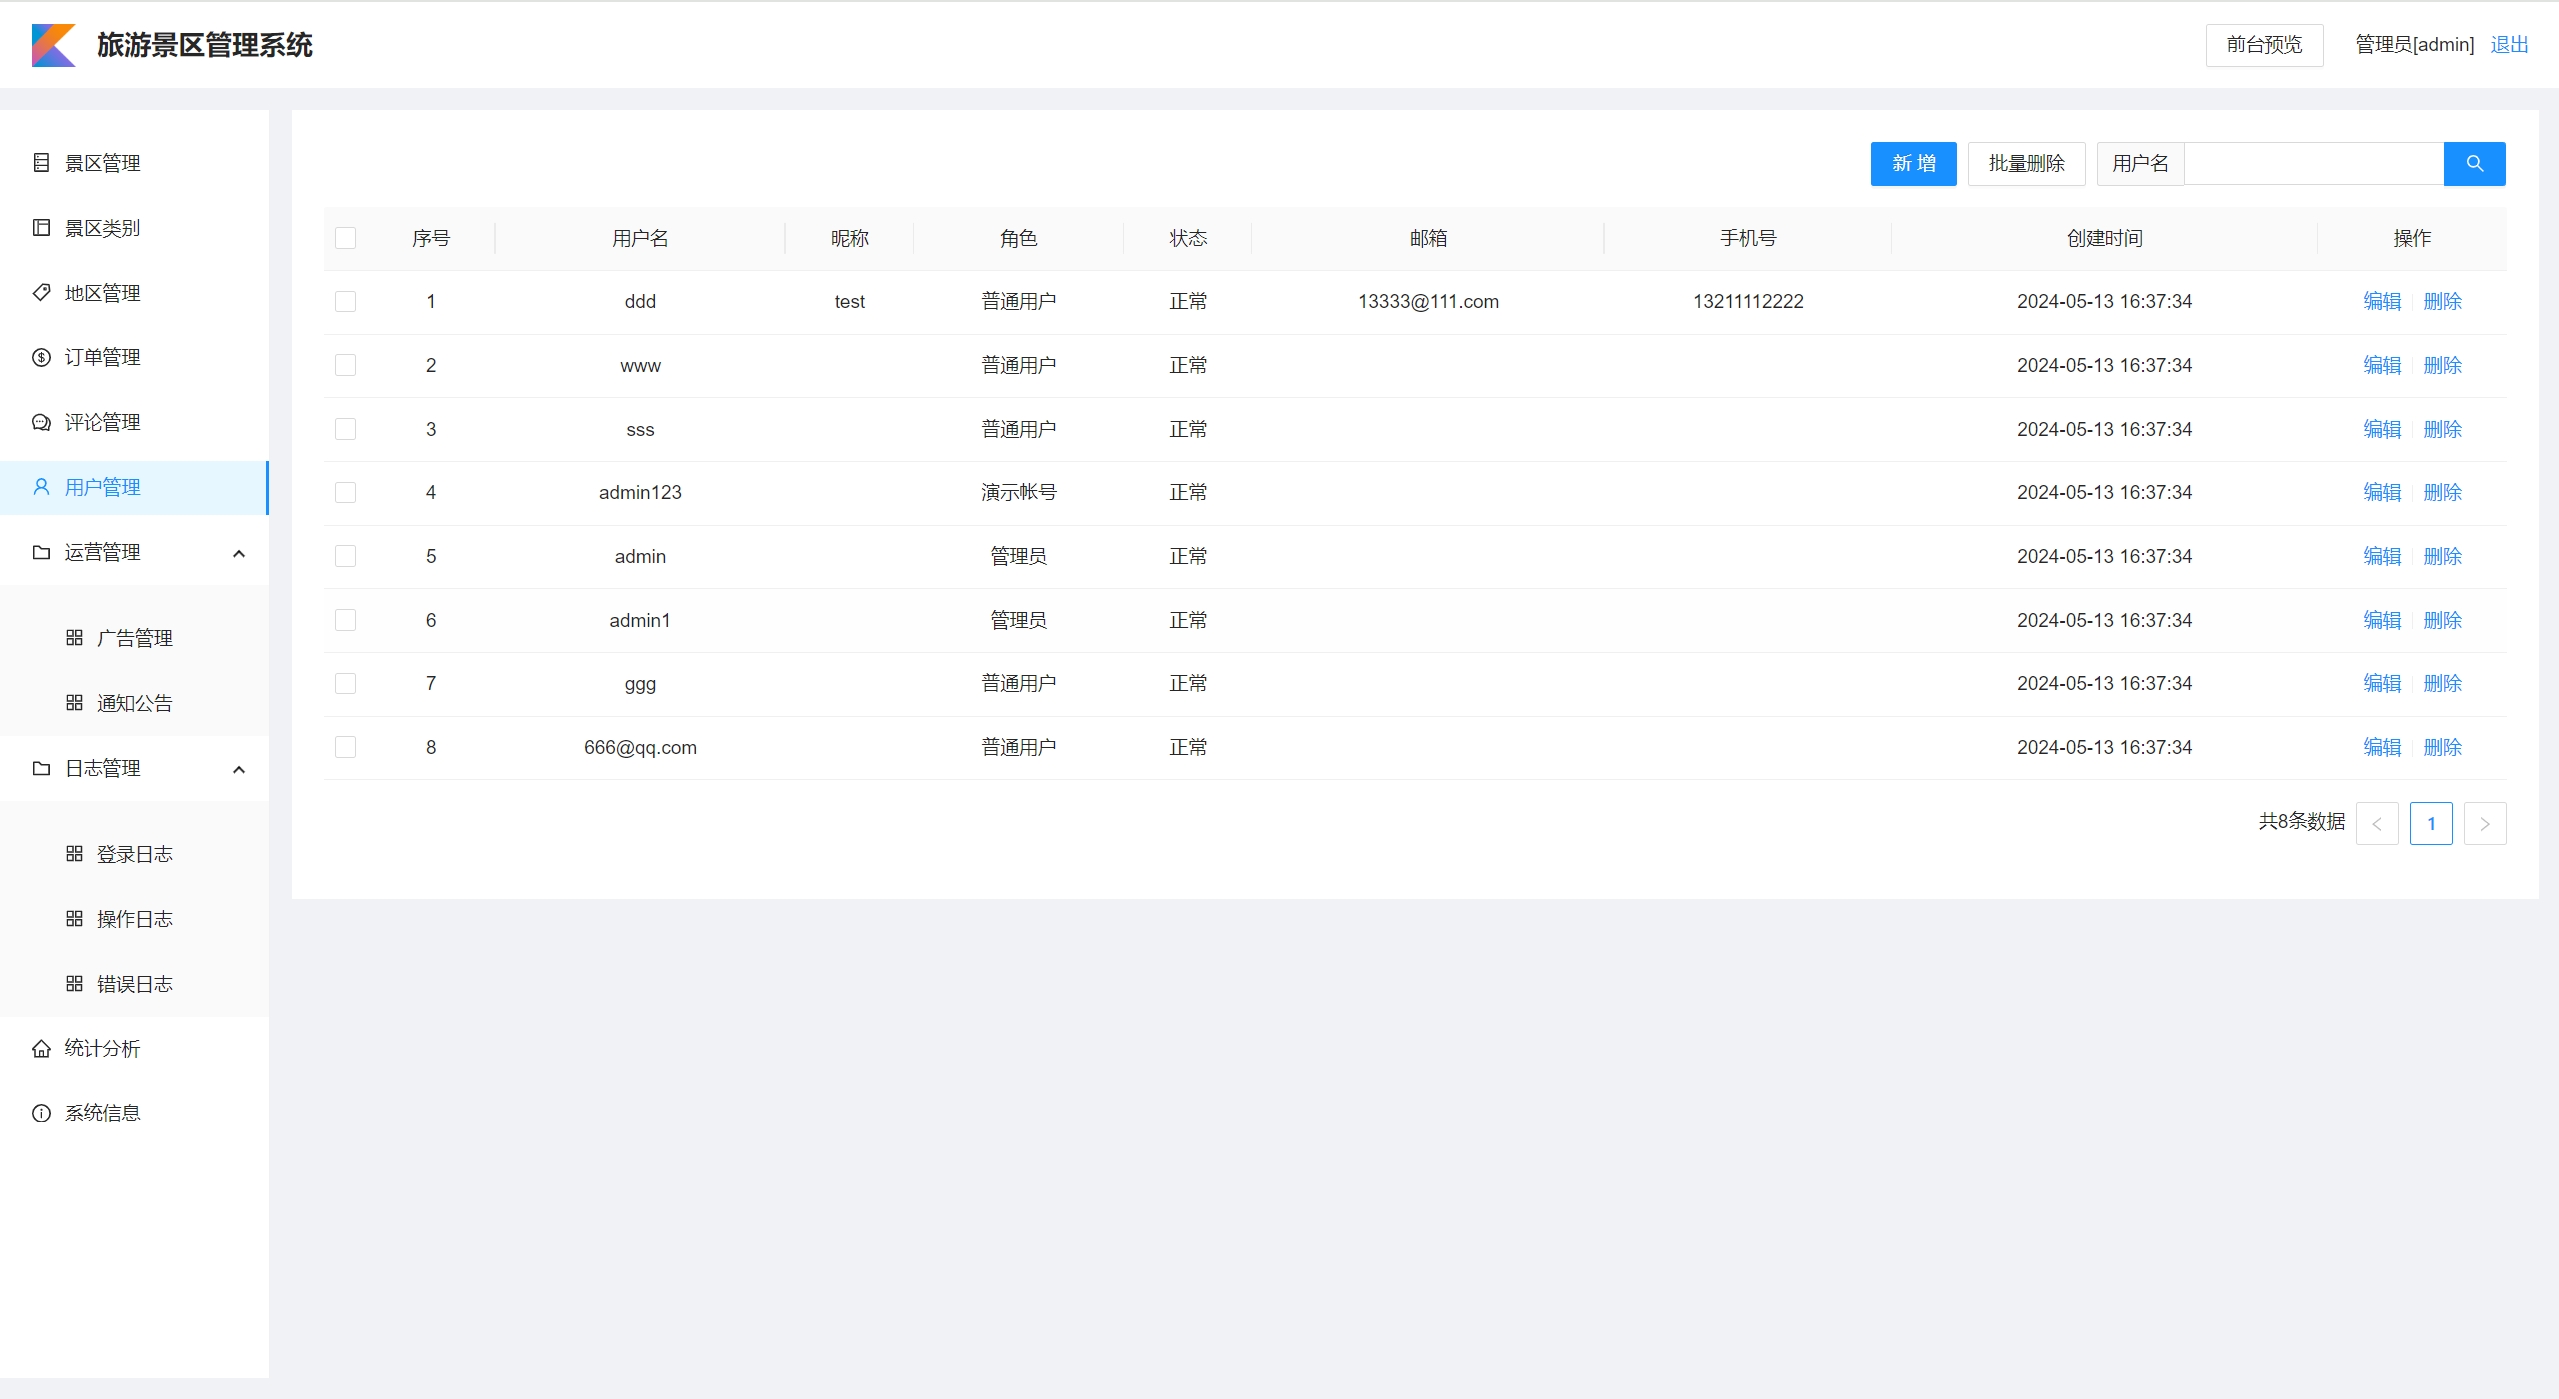 旅游景区管理系统
前台预览 管理员[admin] 退出
景区管理
景区类别
地区管理
订单管理
评论管理
用户管理
运营管理
广告管理
通知公告
日志管理
登录日志
操作日志
错误日志
统计分析
系统信息
新 增 批量删除 用户名
序号 用户名 昵称 角色 状态 邮箱 手机号 创建时间 操作
1 ddd test 普通用户 正常 13333@111.com 13211112222 2024-05-13 16:37:34 编辑 删除
2 www 普通用户 正常 2024-05-13 16:37:34 编辑 删除
3 sss 普通用户 正常 2024-05-13 16:37:34 编辑 删除
4 admin123 演示帐号 正常 2024-05-13 16:37:34 编辑 删除
5 admin 管理员 正常 2024-05-13 16:37:34 编辑 删除
6 admin1 管理员 正常 2024-05-13 16:37:34 编辑 删除
7 ggg 普通用户 正常 2024-05-13 16:37:34 编辑 删除
8 666@qq.com 普通用户 正常 2024-05-13 16:37:34 编辑 删除
共8条数据 < 1 >